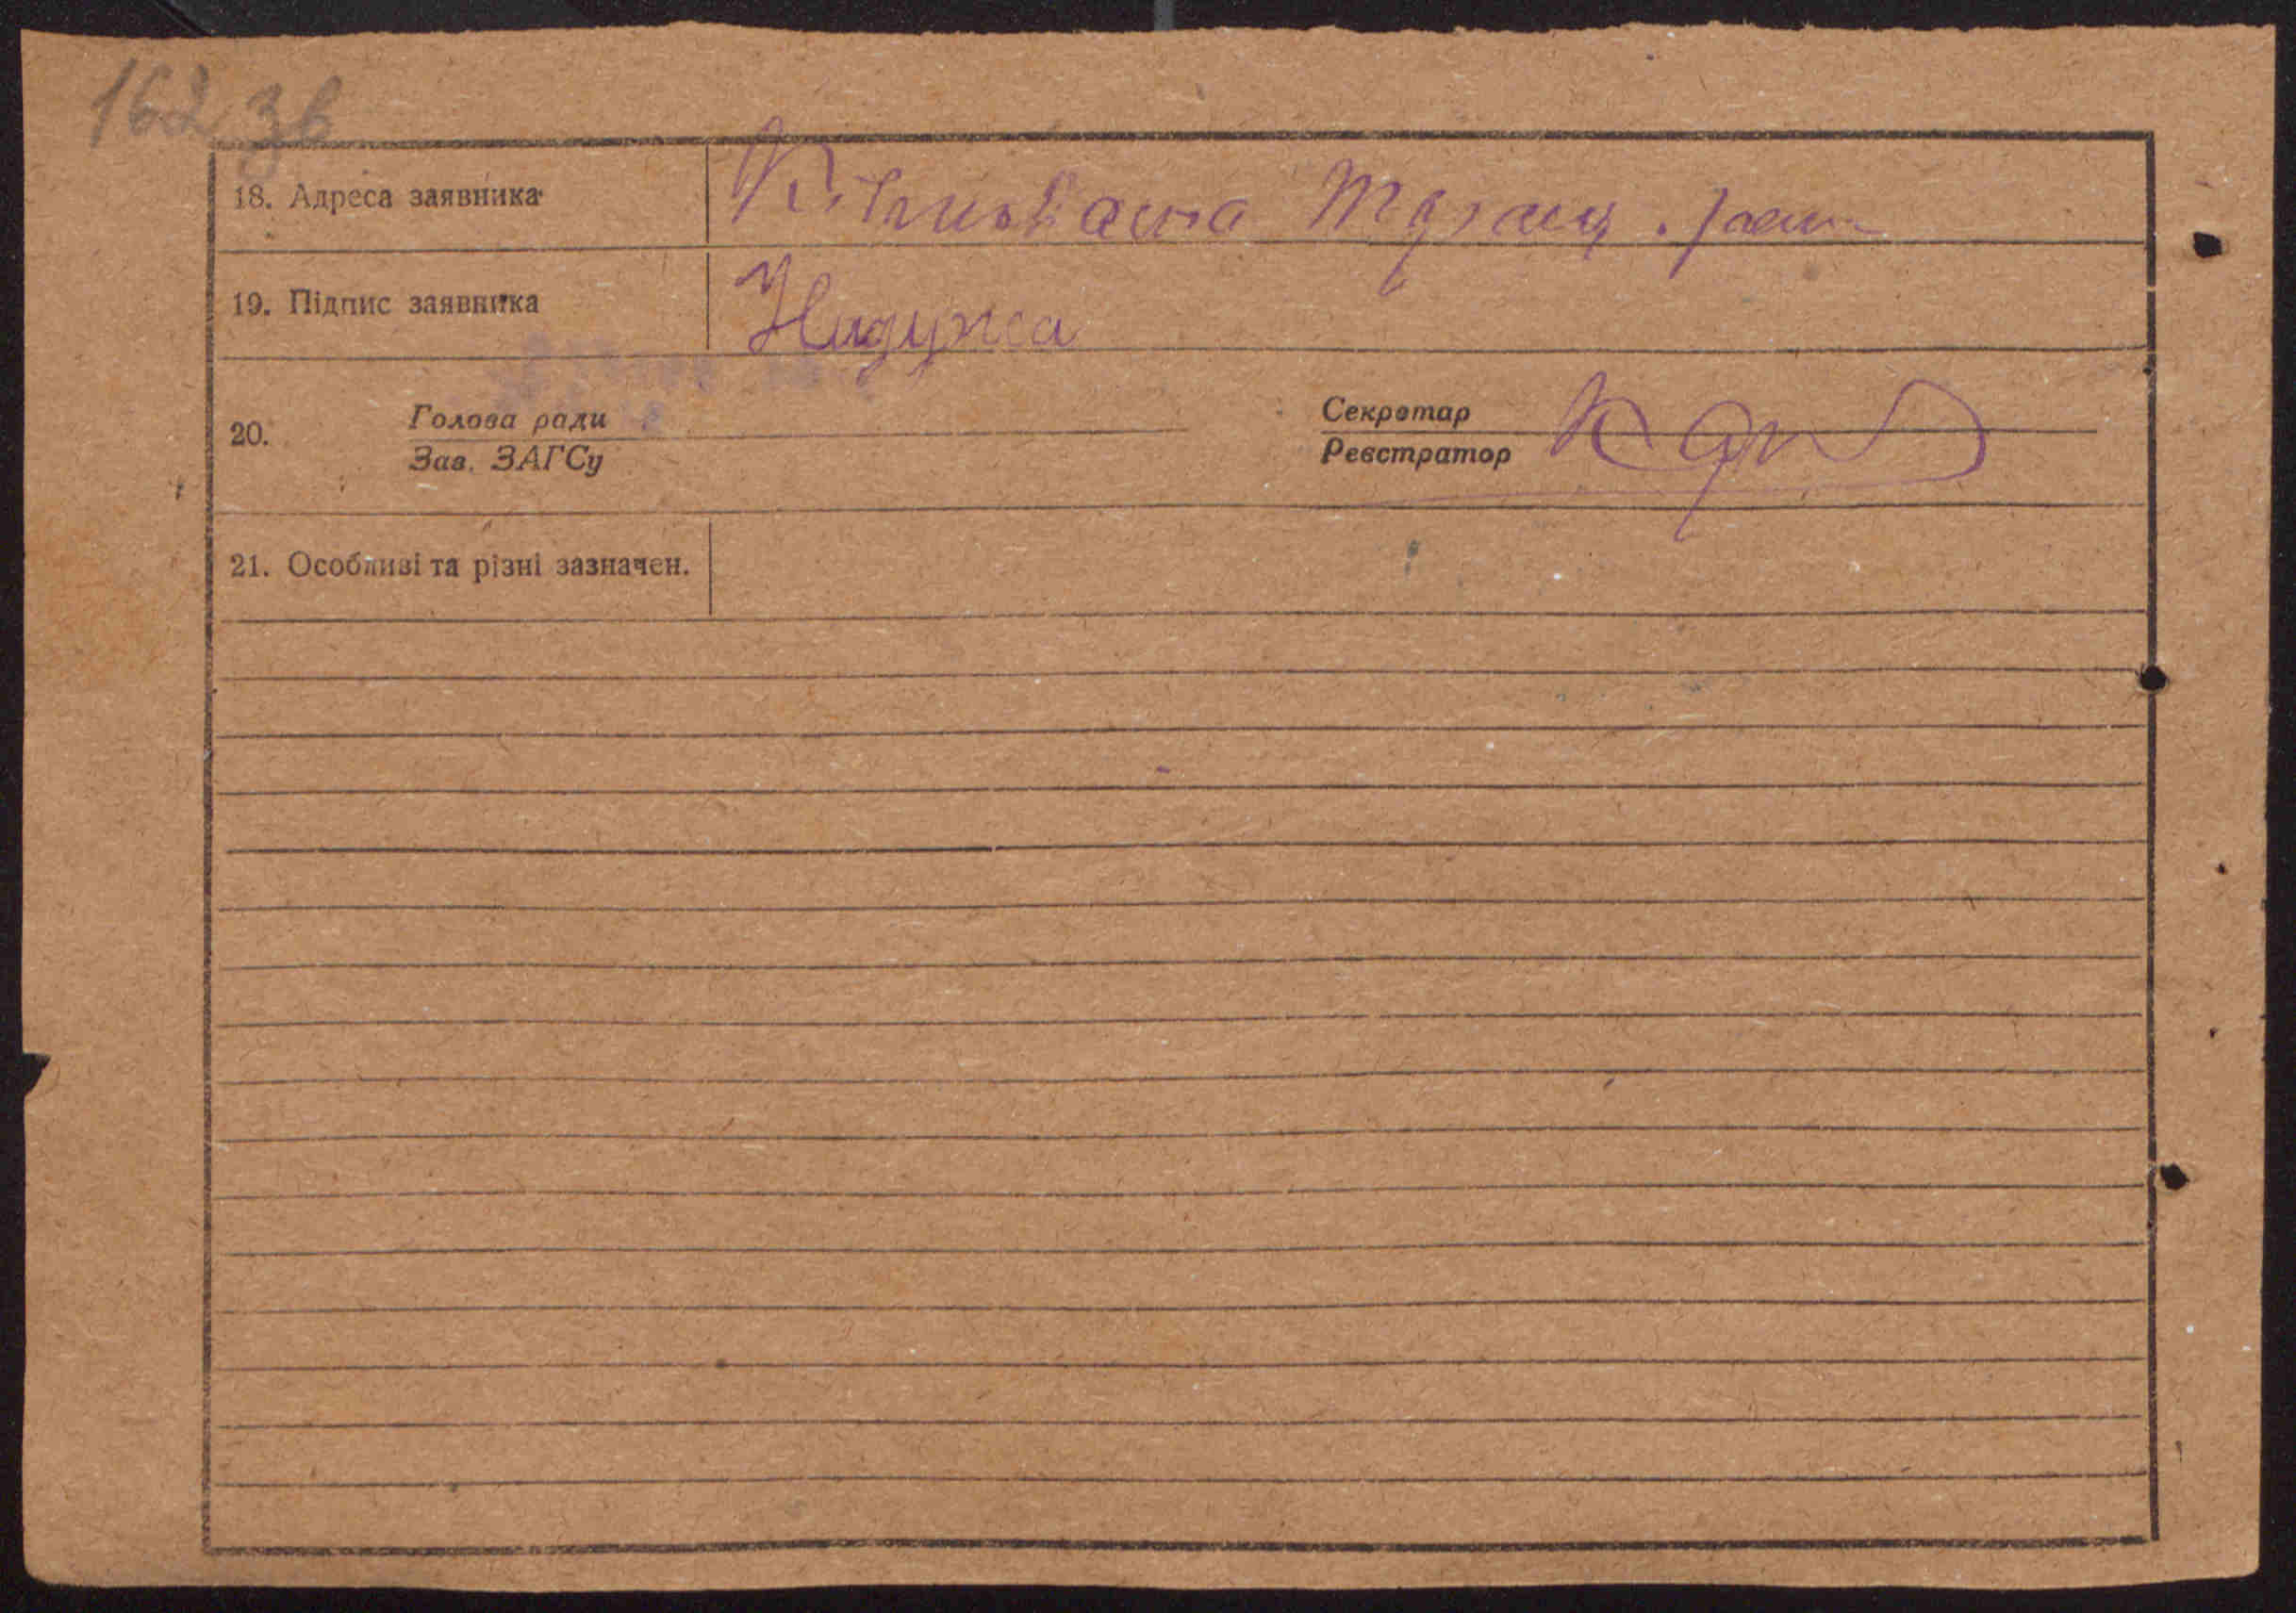 162 зв
18. Адреса заявника
19. Підпис заявника Нидужа
20. Голова ради Секретар
Зав. ЗАГСу Реєстратор
21. Особливі та різні зазначен.